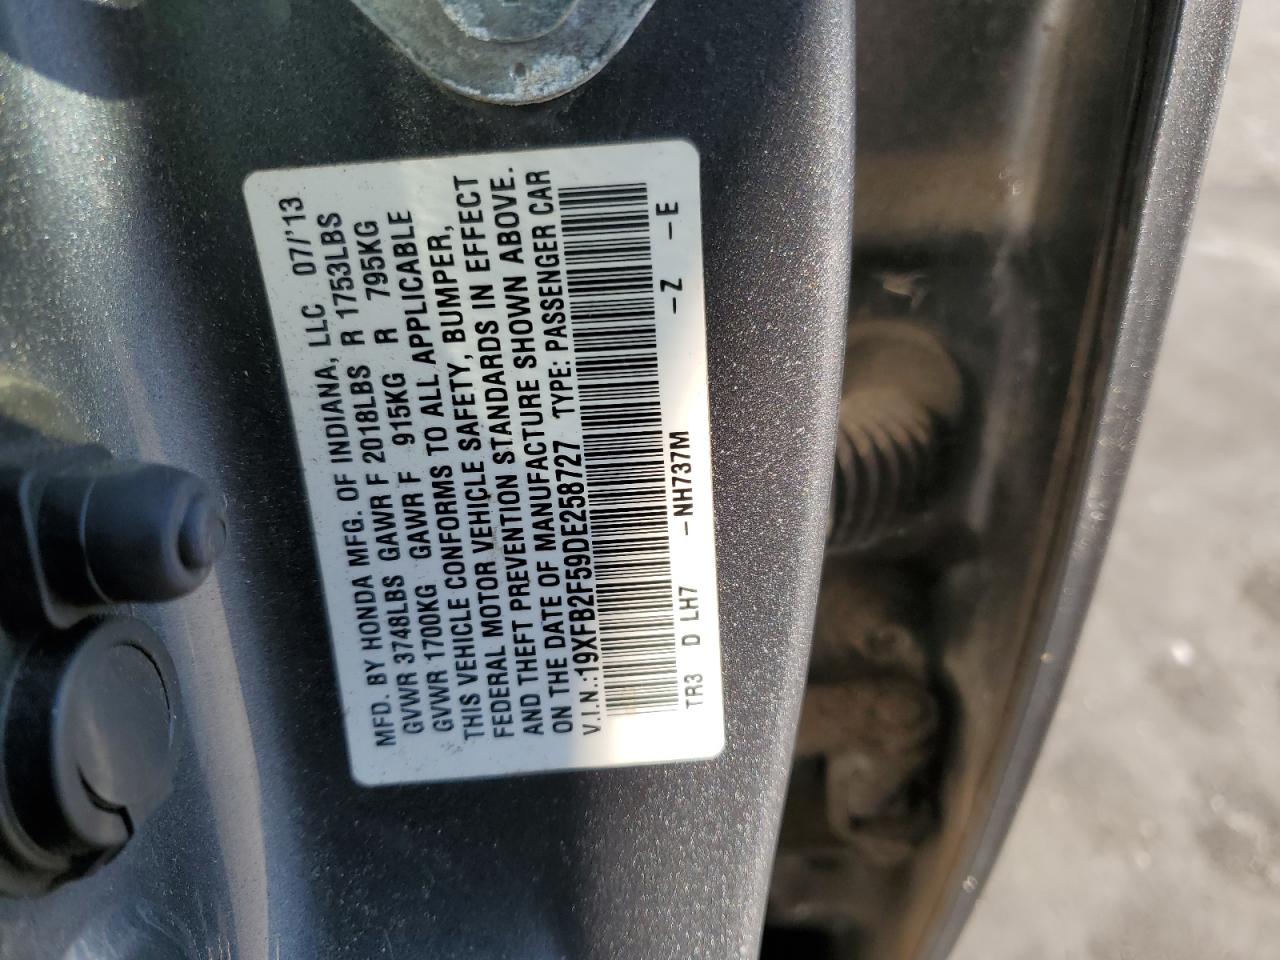 MFD. BY HONDA MFG. OF INDIANA, LLC 07/'13
GVWR 3748LBS GAWR F 2018LBS R 1753LBS
GVWR 1700KG GAWR F 915KG R 795KG
THIS VEHICLE CONFORMS TO ALL APPLICABLE
FEDERAL MOTOR VEHICLE SAFETY, BUMPER,
AND THEFT PREVENTION STANDARDS IN EFFECT
ON THE DATE OF MANUFACTURE SHOWN ABOVE.
V.I.N.:19XFB2F59DE258727 TYPE: PASSENGER CAR
TR3 D LH7 -NH737M -Z -E